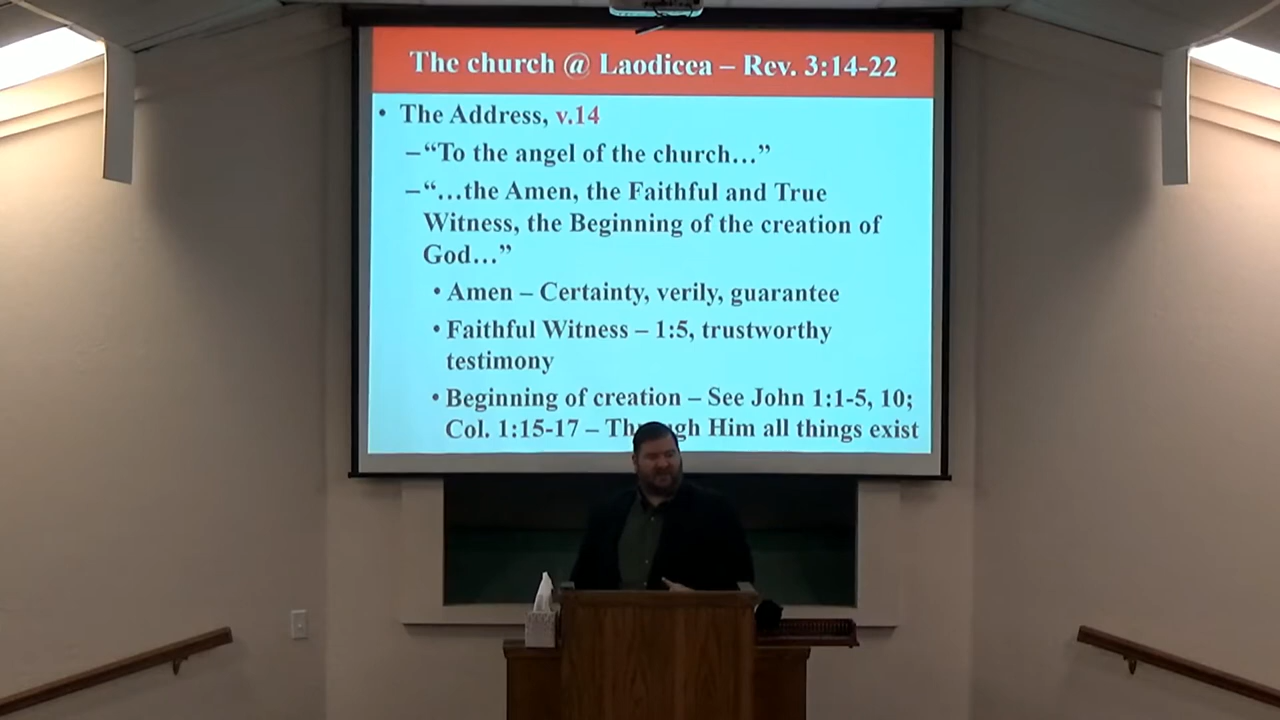 The church @ Laodicea – Rev. 3:14-22
• The Address, v.14
–“To the angel of the church…”
–“…the Amen, the Faithful and True
Witness, the Beginning of the creation of
God…”
• Amen – Certainty, verily, guarantee
• Faithful Witness – 1:5, trustworthy
testimony
• Beginning of creation – See John 1:1-5, 10;
Col. 1:15-17 – Through Him all things exist